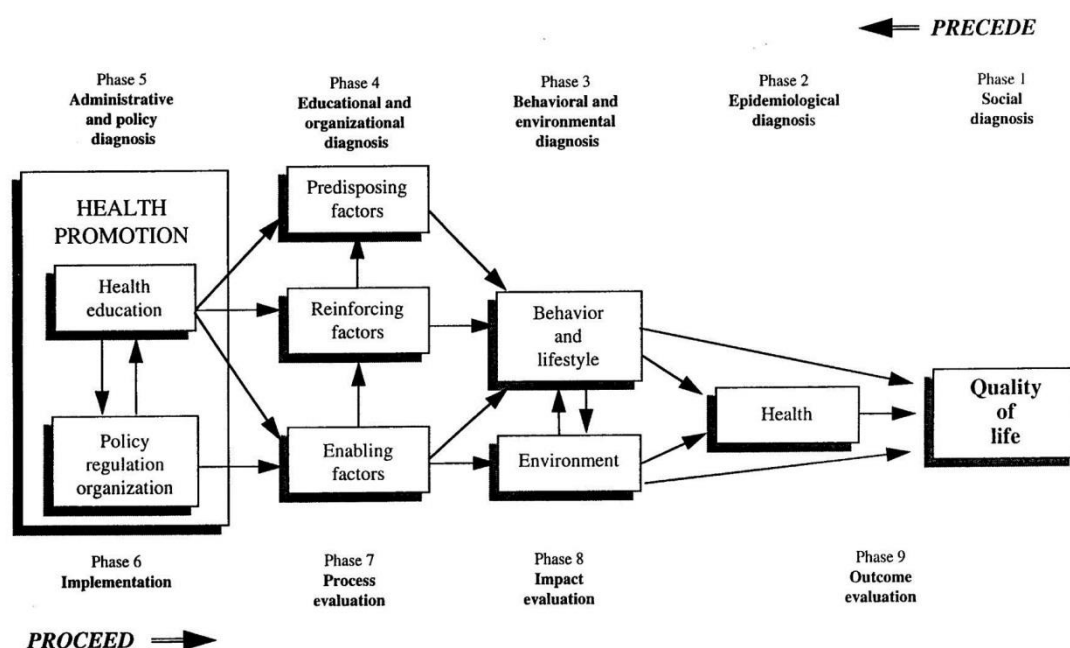 PRECEDE
Phase 5
Administrative
and policy
diagnosis
Phase 4
Educational and
organizational
diagnosis
Phase 3
Behavioral and
environmental
diagnosis
Phase 2
Epidemiological
diagnosis
Phase 1
Social
diagnosis
HEALTH
PROMOTION
Health
education
Policy
regulation
organization
Predisposing
factors
Reinforcing
factors
Enabling
factors
Behavior
and
lifestyle
Environment
Health
Quality
of
life
Phase 6
Implementation
Phase 7
Process
evaluation
Phase 8
Impact
evaluation
Phase 9
Outcome
evaluation
PROCEED